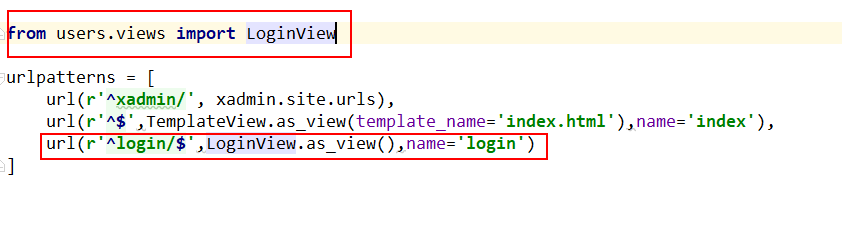 from users.views import LoginView
urlpatterns = [
    url(r'^xadmin/', xadmin.site.urls),
    url(r'^$',TemplateView.as_view(template_name='index.html'),name='index'),
    url(r'^login/$',LoginView.as_view(),name='login')
]